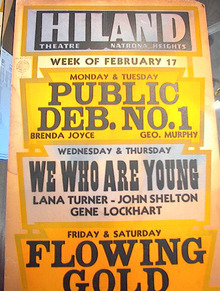 HILAND
THEATRE NATRONA HEIGHTS
WEEK OF FEBRUARY 17
MONDAY & TUESDAY
PUBLIC
DEB. NO.1
BRENDA JOYCE GEO. MURPHY
WEDNESDAY & THURSDAY
WE WHO ARE YOUNG
LANA TURNER - JOHN SHELTON
GENE LOCKHART
FRIDAY & SATURDAY
FLOWING
GOLD